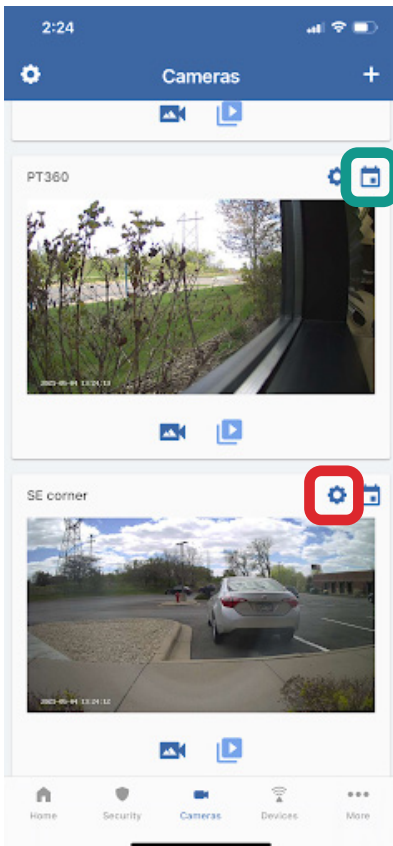 2:24
Cameras
PT360
2023-05-04 13:24:13
SE corner
2023-05-04 13:24:12
Home Security Cameras Devices More